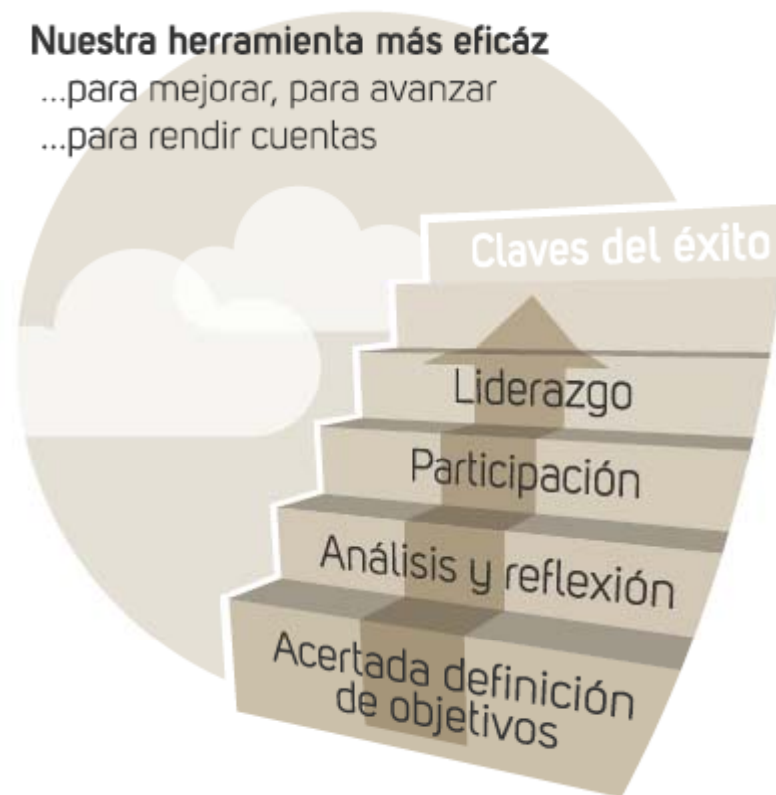 Nuestra herramienta más eficáz
...para mejorar, para avanzar
...para rendir cuentas
Claves del éxito
Liderazgo
Participación
Análisis y reflexión
Acertada definición
de objetivos